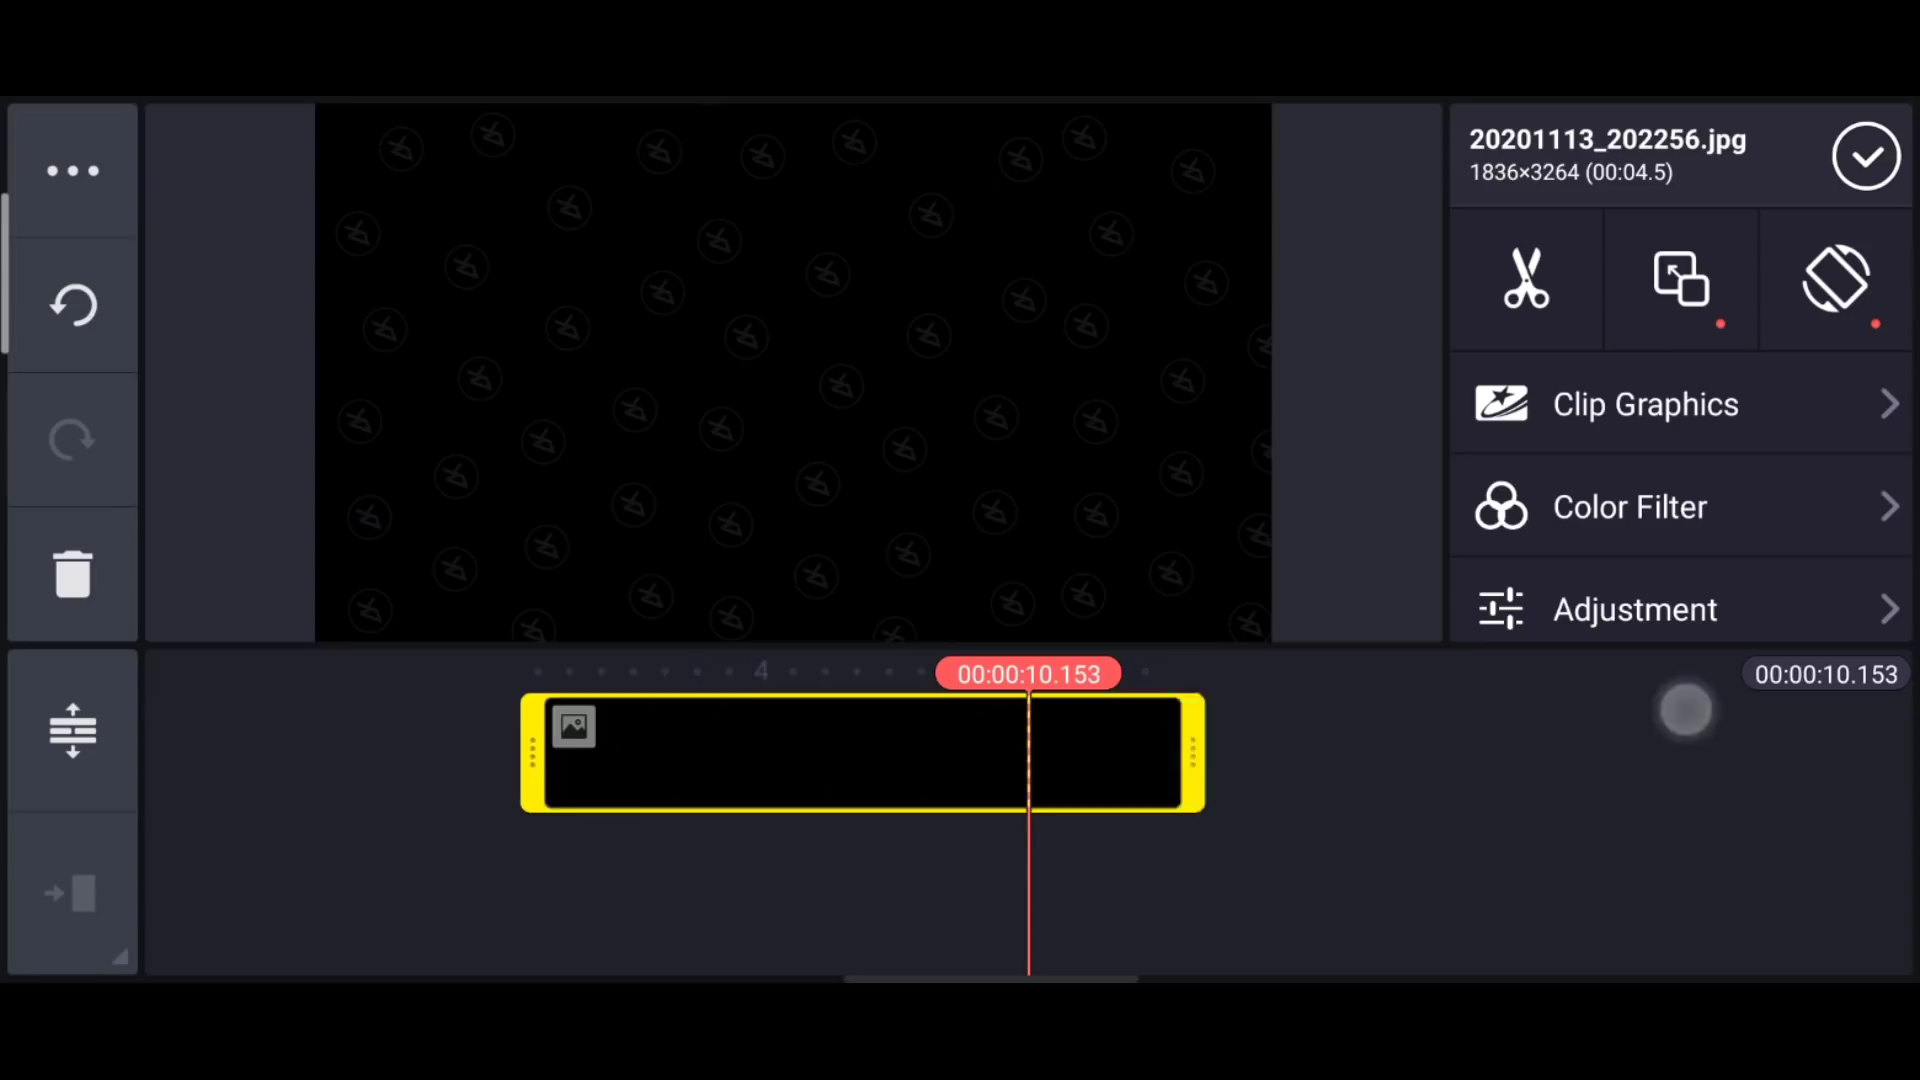 20201113_202256.jpg
1836×3264 (00:04.5)
Clip Graphics
Color Filter
Adjustment
4
00:00:10.153
00:00:10.153